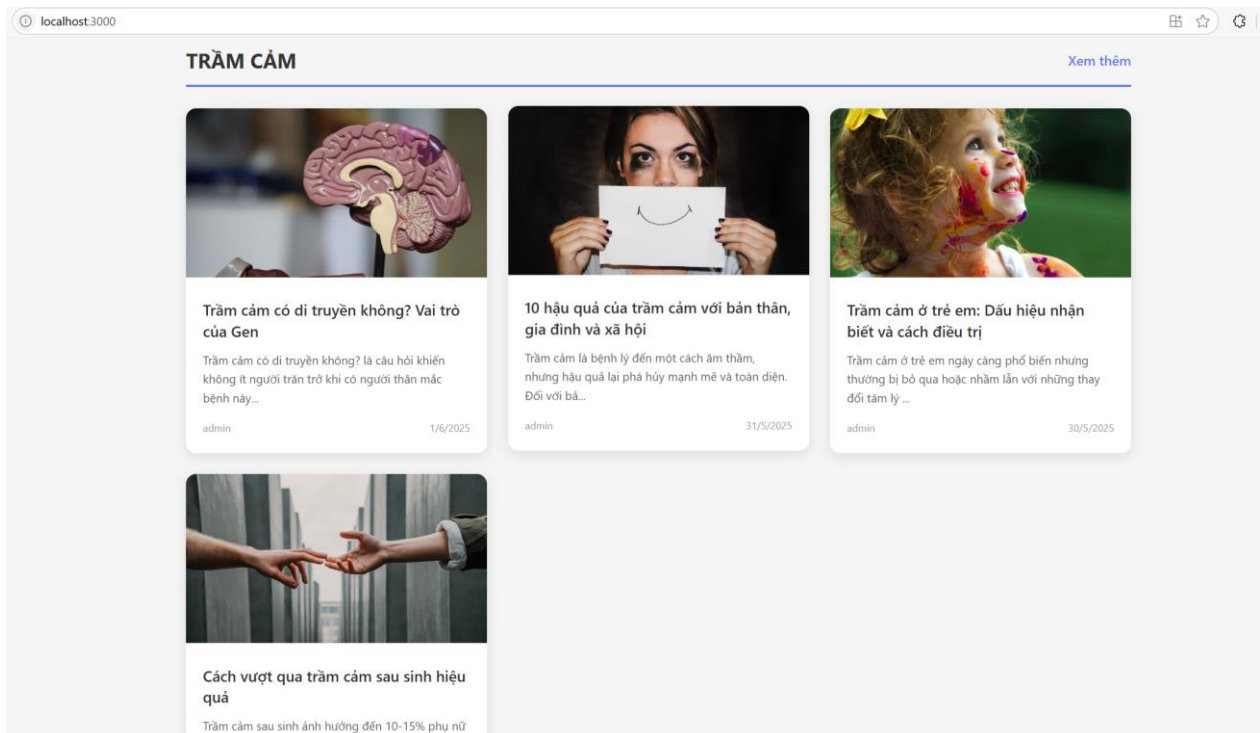 localhost:3000
TRẦM CẢM
Xem thêm
Trầm cảm có di truyền không? Vai trò
của Gen
Trầm cảm có di truyền không? là câu hỏi khiến
không ít người trăn trở khi có người thân mắc
bệnh này...
admin
1/6/2025
10 hậu quả của trầm cảm với bản thân,
gia đình và xã hội
Trầm cảm là bệnh lý đến một cách âm thầm,
nhưng hậu quả lại phá hủy mạnh mẽ và toàn diện.
Đối với bả...
admin
31/5/2025
Trầm cảm ở trẻ em: Dấu hiệu nhận
biết và cách điều trị
Trầm cảm ở trẻ em ngày càng phổ biến nhưng
thường bị bỏ qua hoặc nhầm lẫn với những thay
đổi tâm lý ...
admin
30/5/2025
Cách vượt qua trầm cảm sau sinh hiệu
quả
Trầm cảm sau sinh ảnh hưởng đến 10-15% phụ nữ